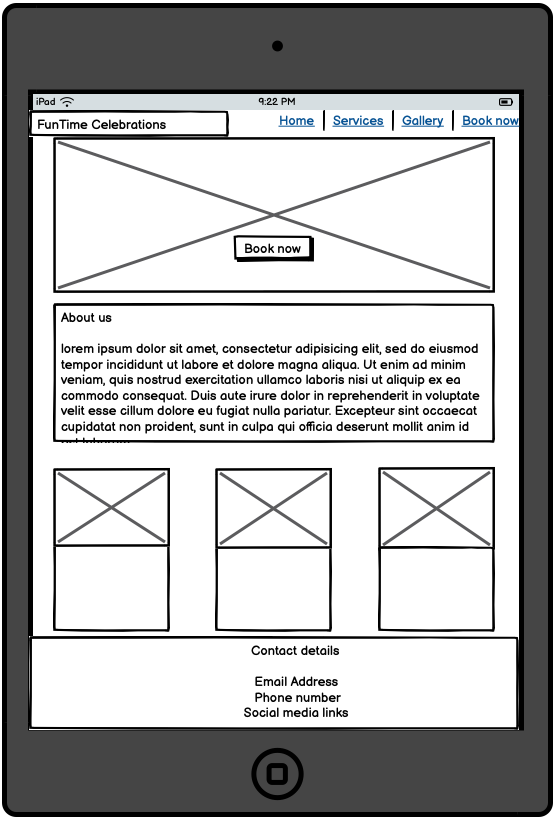 iPad 9:22 PM
FunTime Celebrations
Home Services Gallery Book now
Book now
About us
lorem ipsum dolor sit amet, consectetur adipisicing elit, sed do eiusmod
tempor incididunt ut labore et dolore magna aliqua. Ut enim ad minim
veniam, quis nostrud exercitation ullamco laboris nisi ut aliquip ex ea
commodo consequat. Duis aute irure dolor in reprehenderit in voluptate
velit esse cillum dolore eu fugiat nulla pariatur. Excepteur sint occaecat
cupidatat non proident, sunt in culpa qui officia deserunt mollit anim id
Contact details
Email Address
Phone number
Social media links